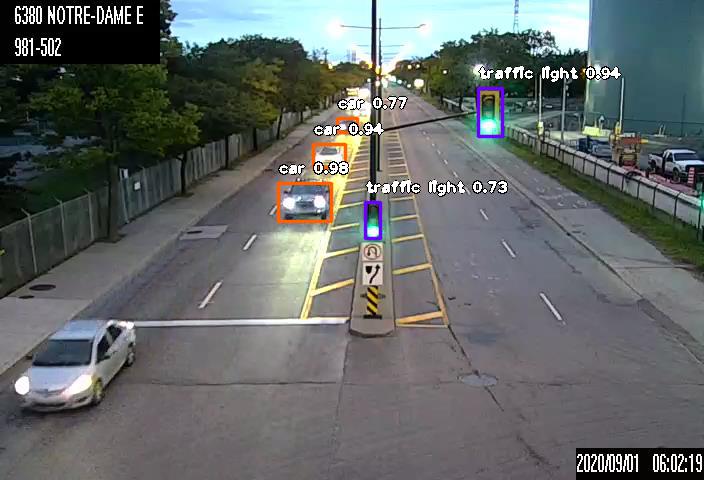 6380 NOTRE-DAME E
981-502
traffic light 0.94
car 0.77
car 0.94
car 0.98
traffic light 0.73
2020/09/01 06:02:19